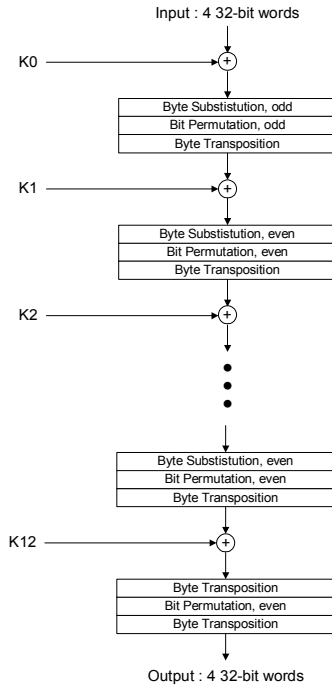 Input : 4 32-bit words
K0
+
Byte Substistution, odd
Bit Permutation, odd
Byte Transposition
K1
+
Byte Substistution, even
Bit Permutation, even
Byte Transposition
K2
+
Byte Substistution, even
Bit Permutation, even
Byte Transposition
K12
+
Byte Transposition
Bit Permutation, even
Byte Transposition
Output : 4 32-bit words